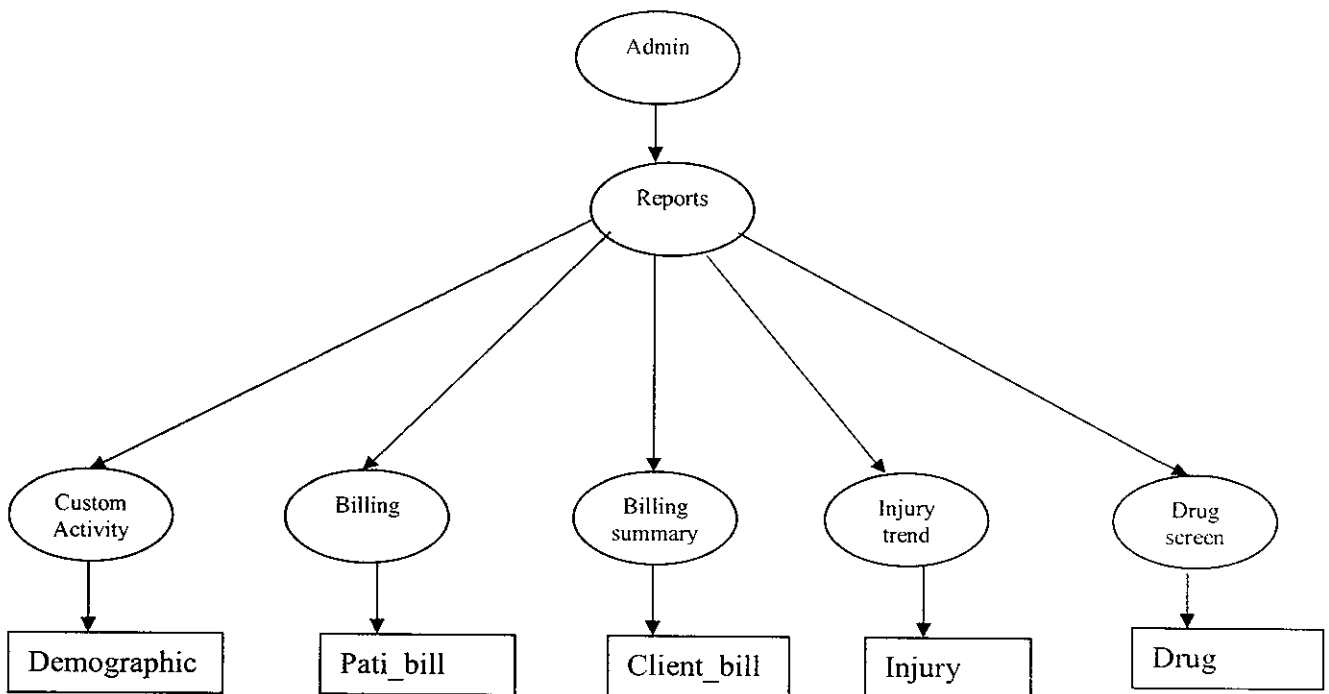 Admin
Reports
Custom
Activity
Billing
Billing
summary
Injury
trend
Drug
screen
Demographic
Pati_bill
Client_bill
Injury
Drug